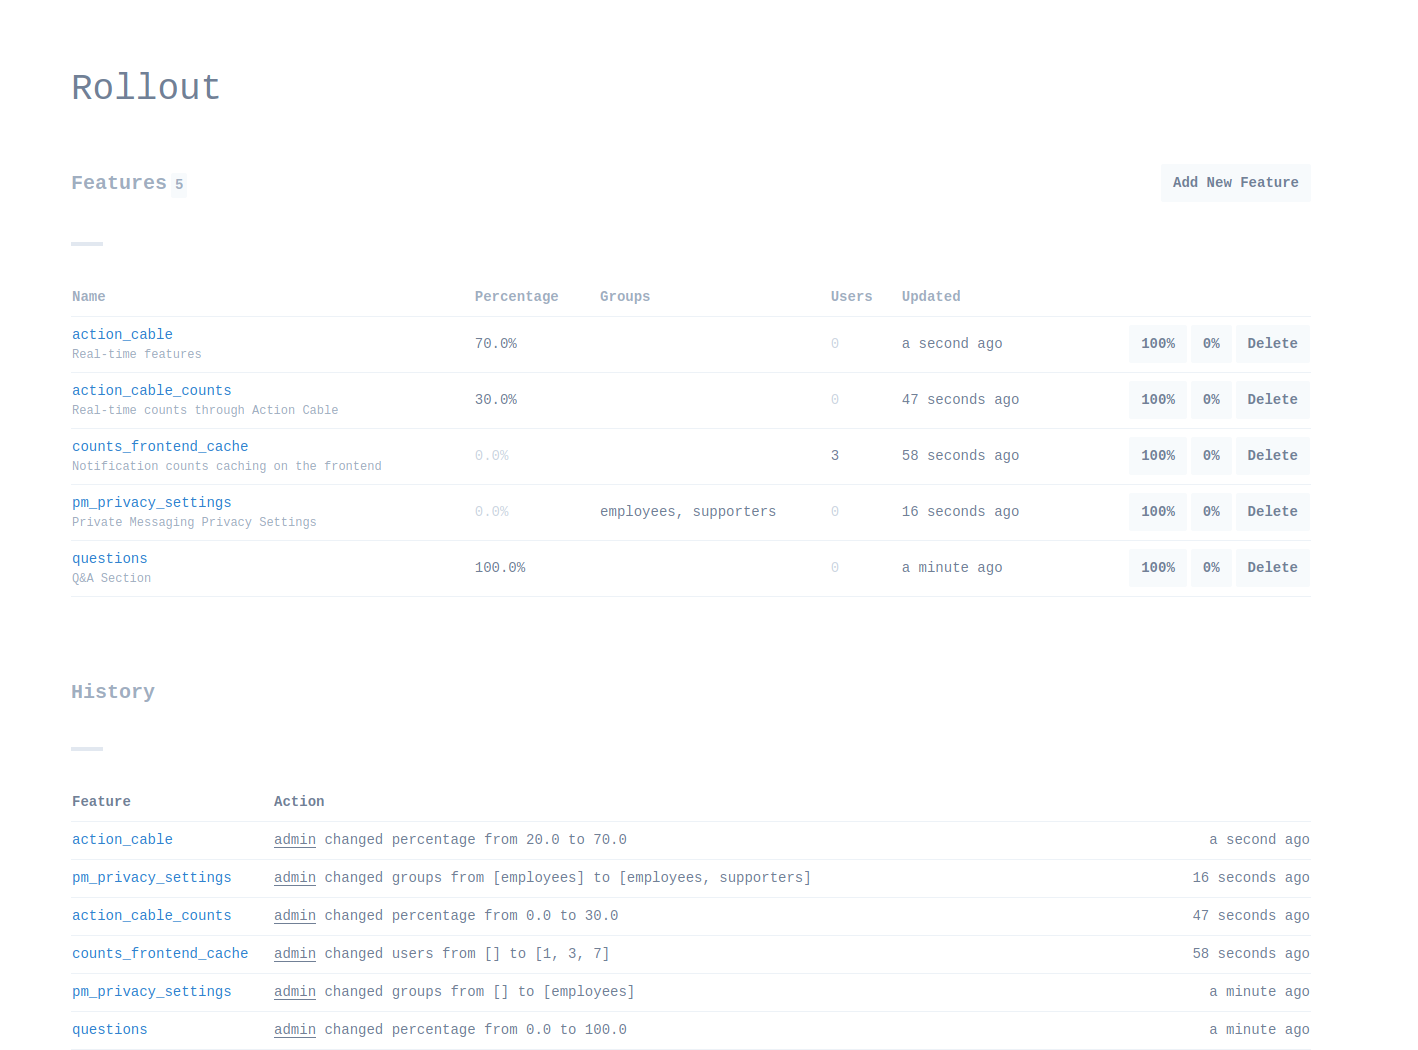 Rollout
Features 5
Add New Feature
Name Percentage Groups Users Updated
action_cable 70.0% 0 a second ago 100% 0% Delete
Real-time features
action_cable_counts 30.0% 0 47 seconds ago 100% 0% Delete
Real-time counts through Action Cable
counts_frontend_cache 0.0% 3 58 seconds ago 100% 0% Delete
Notification counts caching on the frontend
pm_privacy_settings 0.0% employees, supporters 0 16 seconds ago 100% 0% Delete
Private Messaging Privacy Settings
questions 100.0% 0 a minute ago 100% 0% Delete
Q&A Section
History
Feature Action
action_cable admin changed percentage from 20.0 to 70.0 a second ago
pm_privacy_settings admin changed groups from [employees] to [employees, supporters] 16 seconds ago
action_cable_counts admin changed percentage from 0.0 to 30.0 47 seconds ago
counts_frontend_cache admin changed users from [] to [1, 3, 7] 58 seconds ago
pm_privacy_settings admin changed groups from [] to [employees] a minute ago
questions admin changed percentage from 0.0 to 100.0 a minute ago